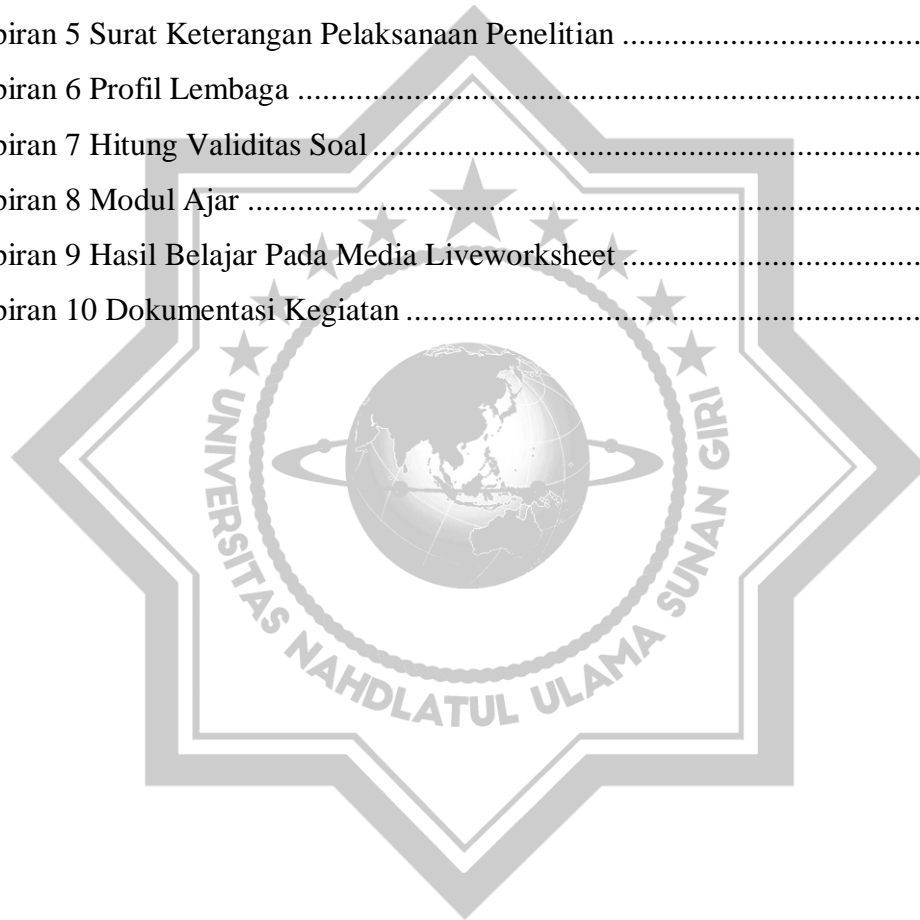 piran 5 Surat Keterangan Pelaksanaan Penelitian ....................................
piran 6 Profil Lembaga ............................................................................
piran 7 Hitung Validitas Soal ...................................................................
piran 8 Modul Ajar ..................................................................................
piran 9 Hasil Belajar Pada Media Liveworksheet ....................................
piran 10 Dokumentasi Kegiatan ...............................................................
UNIVERSITAS NAHDLATUL ULAMA SUNAN GIRI